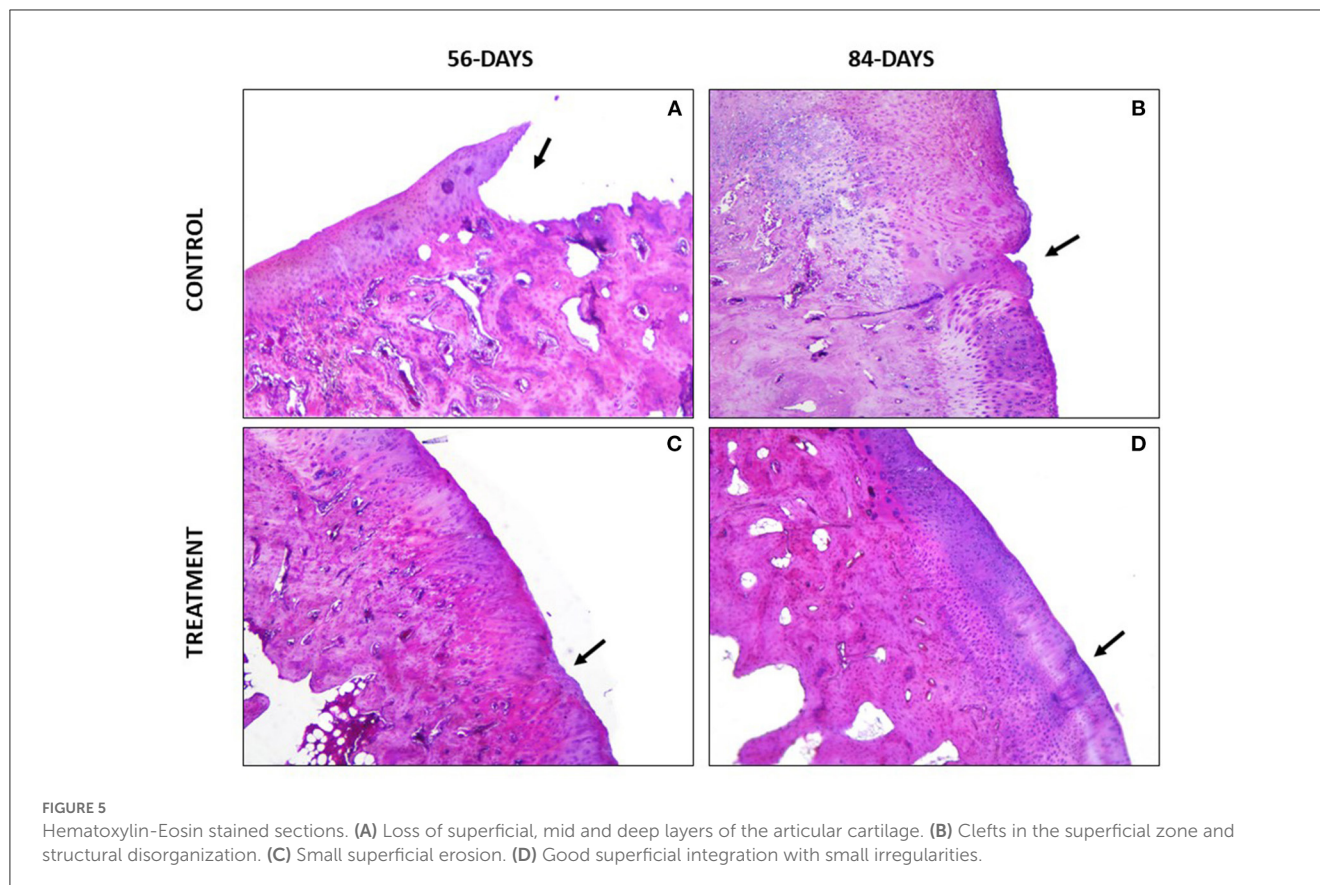 56-DAYS
84-DAYS
CONTROL
A
B
TREATMENT
C
D
FIGURE 5
Hematoxylin-Eosin stained sections. (A) Loss of superficial, mid and deep layers of the articular cartilage. (B) Clefts in the superficial zone and
structural disorganization. (C) Small superficial erosion. (D) Good superficial integration with small irregularities.